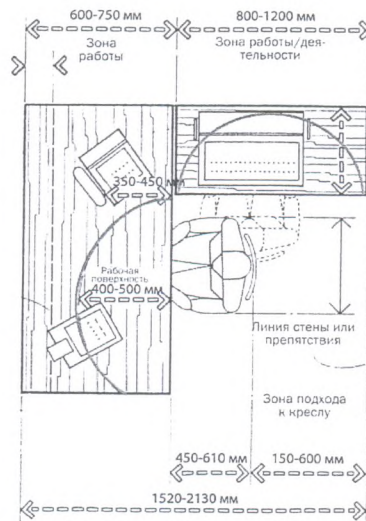 600-750 мм
800-1200 мм
Зона
работы
Зона работы/дея-
тельности
350-450 мм
Рабочая
поверхность
400-500 мм
Линия стены или
препятствия
Зона подхода
к креслу
450-610 мм
150-600 мм
1520-2130 мм